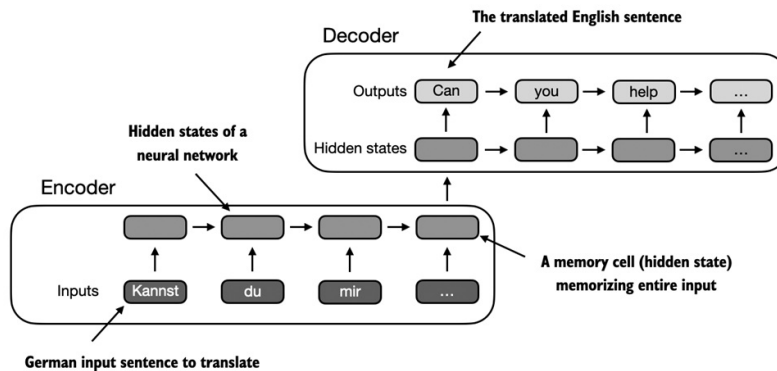 The translated English sentence
Decoder
Outputs Can you help ...
Hidden states of a
neural network
Hidden states ...
Encoder
A memory cell (hidden state)
memorizing entire input
Inputs Kannst du mir ...
German input sentence to translate